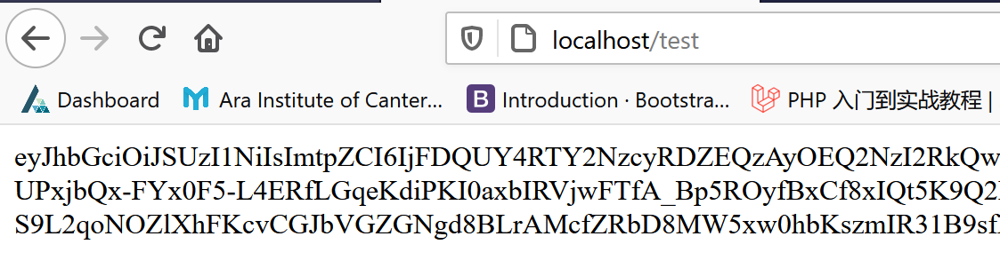 localhost/test
Dashboard Ara Institute of Canter... Introduction · Bootstra... PHP 入门到实战教程 |
eyJhbGciOiJSUzI1NiIsImtpZCI6IjFDQUY4RTY2NzcyRDZEQzAyOEQ2NzI2RkQw
UPxjbQx-FYx0F5-L4ERfLGqeKdiPKI0axbIRVjwFTfA_Bp5ROyfBxCf8xIQt5K9Q2
S9L2qoNOZlXhFKcvCGJbVGZGNgd8BLrAMcfZRbD8MW5xw0hbKszmIR31B9sf